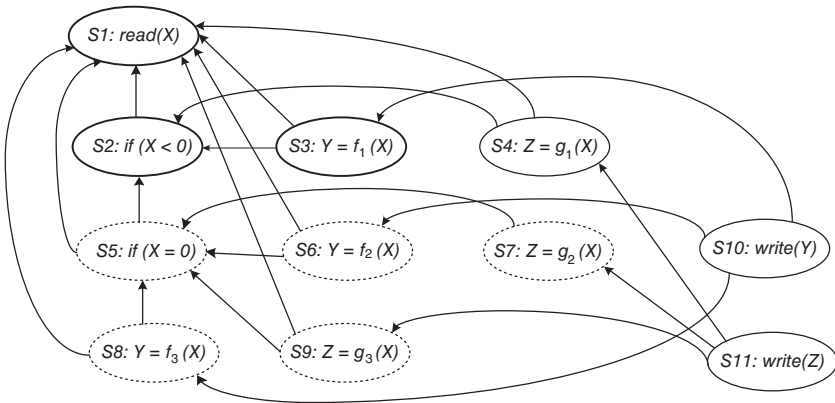 S1: read(X)
S2: if (X < 0)
S3: Y = f1 (X)
S4: Z = g1 (X)
S5: if (X = 0)
S6: Y = f2 (X)
S7: Z = g2 (X)
S10: write(Y)
S8: Y = f3 (X)
S9: Z = g3 (X)
S11: write(Z)